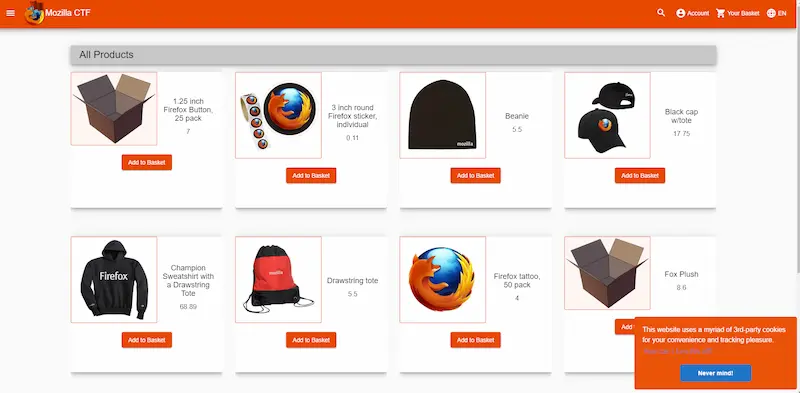 Mozilla CTF
Account
Your Basket
EN
All Products
1.25 inch
Firefox Button,
25 pack
7
Add to Basket
3 inch round
Firefox sticker,
individual
0.11
Add to Basket
mozilla
Beanie
5.5
Add to Basket
Black cap
w/tote
17.75
Add to Basket
Firefox
Champion
Sweatshirt with
a Drawstring
Tote
68.89
Add to Basket
mozilla
Drawstring tote
5.5
Add to Basket
Firefox tattoo,
50 pack
4
Add to Basket
Fox Plush
8.6
Add
This website uses a myriad of 3rd-party cookies
for your convenience and tracking pleasure.
Never mind!